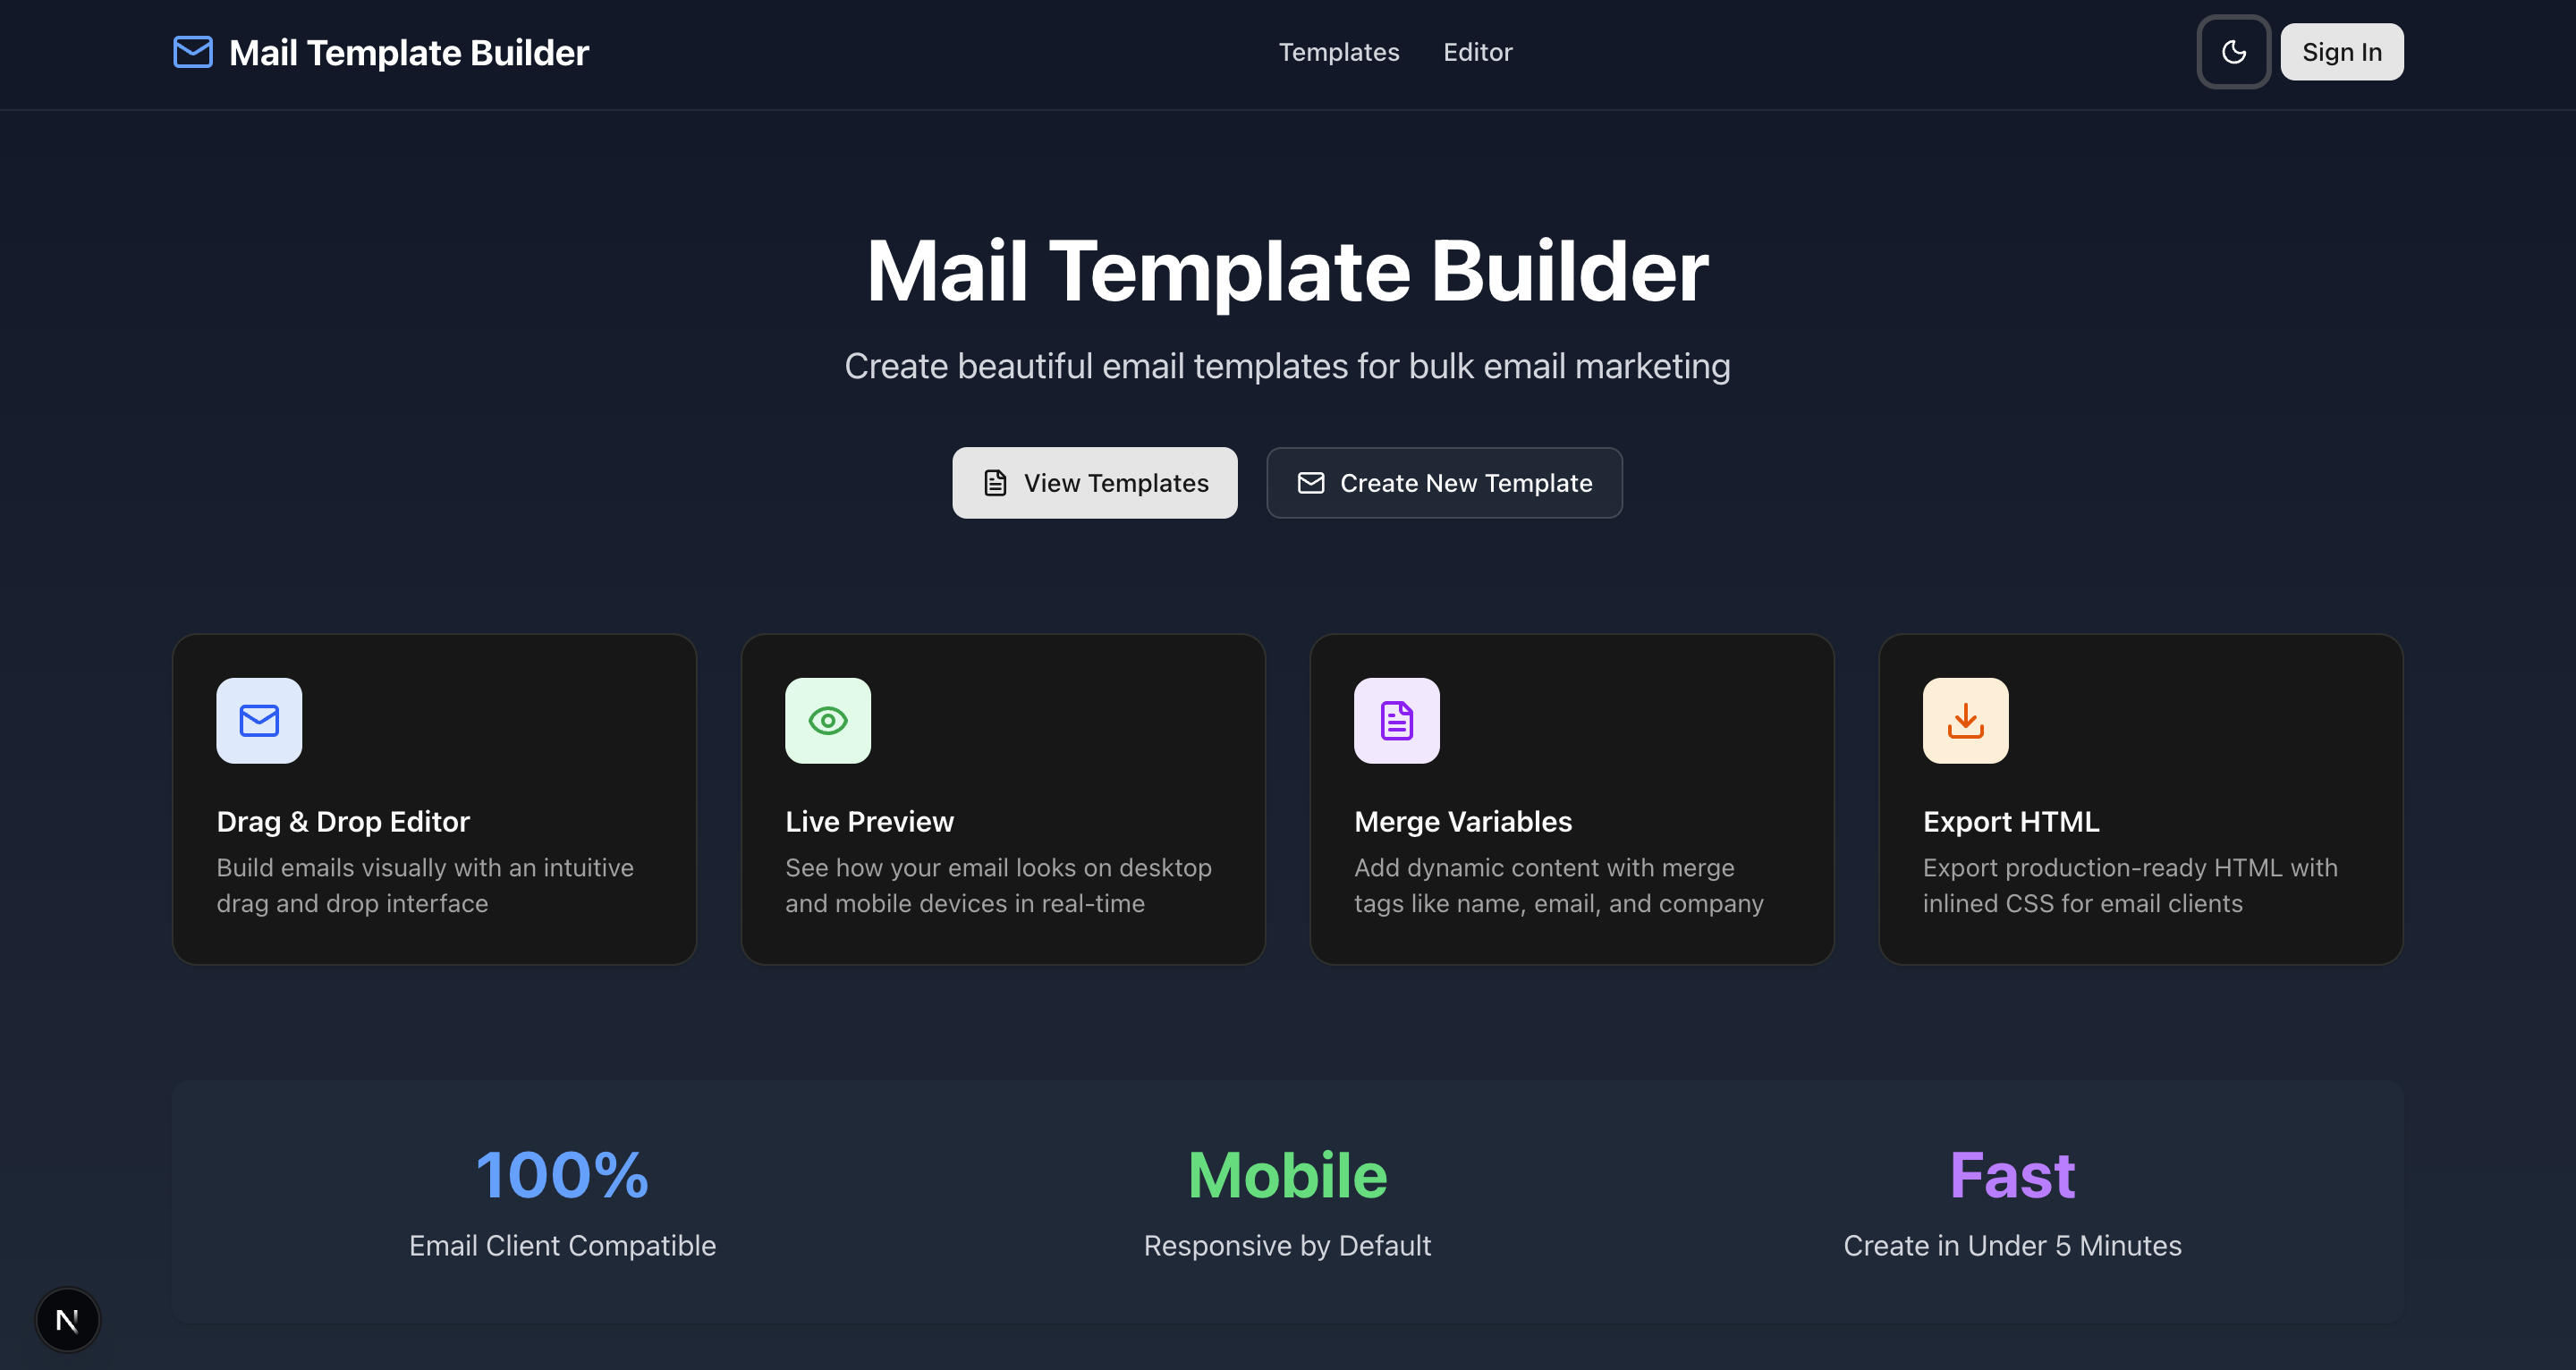 Mail Template Builder
Templates
Editor
Sign In
Mail Template Builder
Create beautiful email templates for bulk email marketing
View Templates
Create New Template
Drag & Drop Editor
Build emails visually with an intuitive
drag and drop interface
Live Preview
See how your email looks on desktop
and mobile devices in real-time
Merge Variables
Add dynamic content with merge
tags like name, email, and company
Export HTML
Export production-ready HTML with
inlined CSS for email clients
100%
Email Client Compatible
Mobile
Responsive by Default
Fast
Create in Under 5 Minutes
N